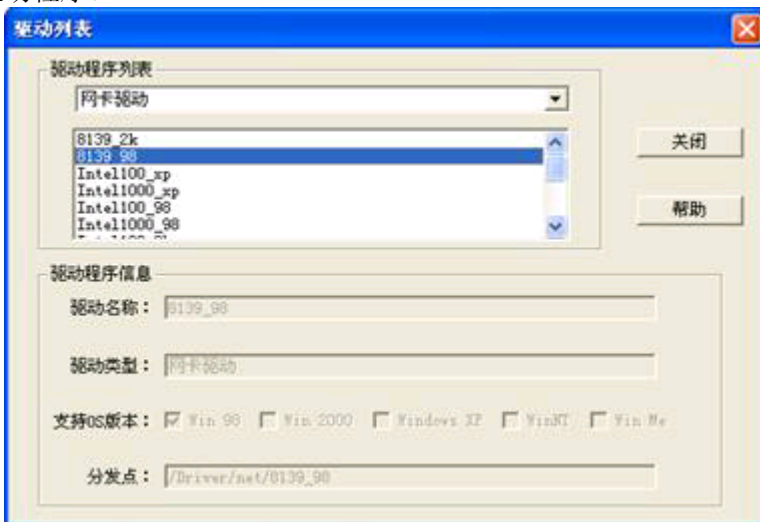 驱动列表
驱动程序列表
网卡驱动
8139_2k
8139_98
Intel100_xp
Intel1000_xp
Intel100_98
Intel1000_98
关闭
帮助
驱动程序信息
驱动名称： 8139_98
驱动类型： 网卡驱动
支持OS版本： Win 98 Win 2000 Windows XP WinNT Win Me
分发点： /Driver/net/8139_98